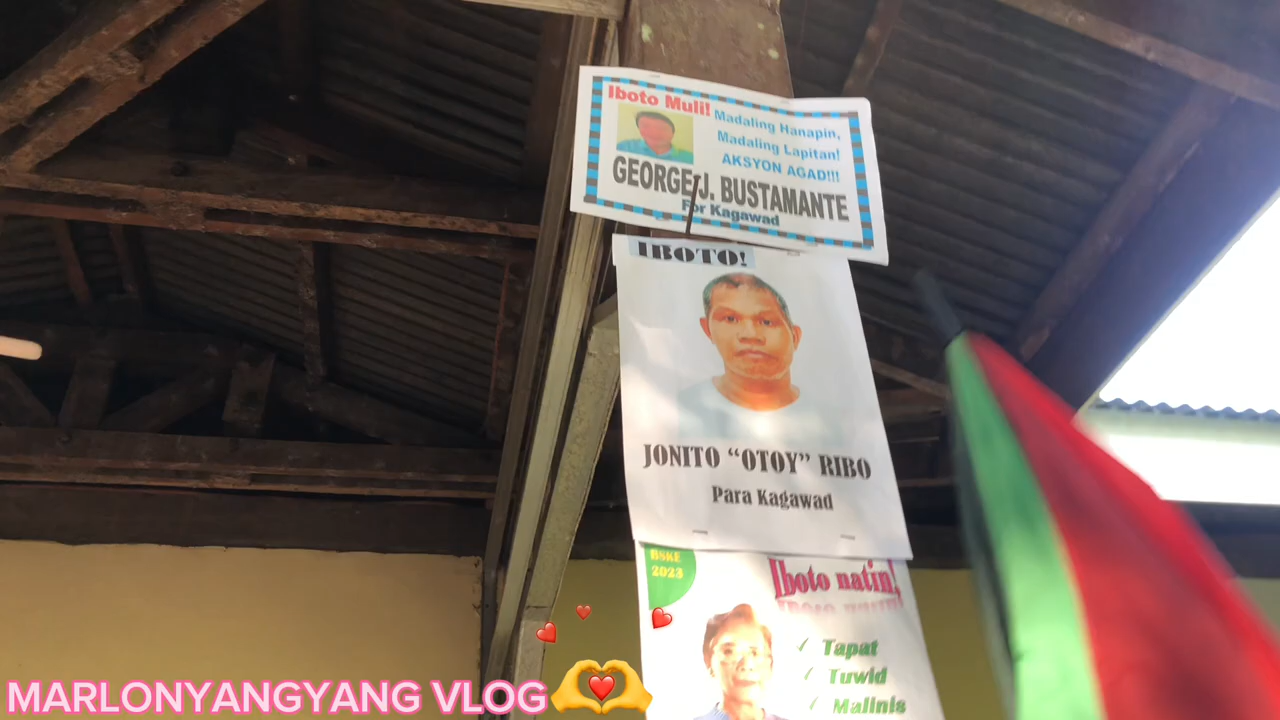 Iboto Muli!
Madaling Hanapin,
Madaling Lapitan!
AKSYON AGAD!!!
GEORGE J. BUSTAMANTE
For Kagawad
IBOTO!
JONITO “OTOY” RIBO
Para Kagawad
BSKE
2023
Iboto natin!
✓ Tapat
✓ Tuwid
✓ Malinis
MARLONYANGYANG VLOG